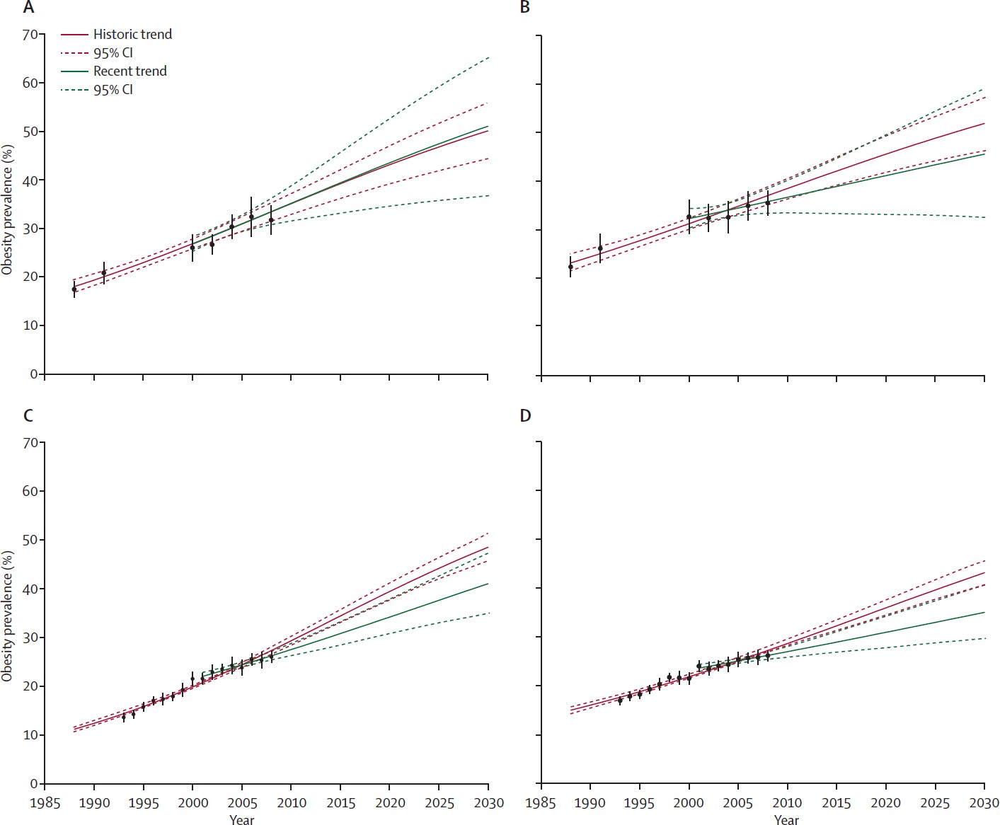 A
B
70
60
50
40
30
20
10
0
Obesity prevalence (%)
Historic trend
95% CI
Recent trend
95% CI
C
D
70
60
50
40
30
20
10
0
Obesity prevalence (%)
1985 1990 1995 2000 2005 2010 2015 2020 2025 2030
Year
1985 1990 1995 2000 2005 2010 2015 2020 2025 2030
Year